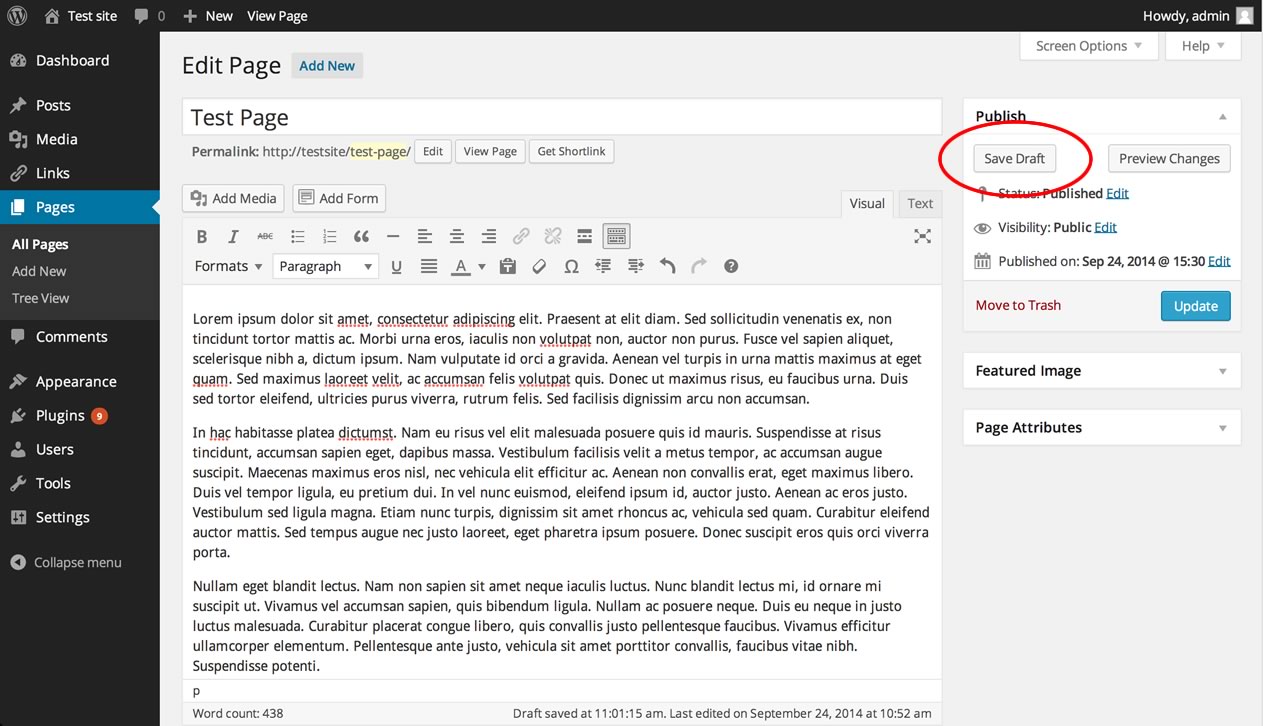 Test site 0 New View Page Howdy, admin
Dashboard
Posts
Media
Links
Pages
All Pages
Add New
Tree View
Comments
Appearance
Plugins 9
Users
Tools
Settings
Collapse menu
Screen Options Help
Edit Page Add New
Test Page
Permalink: http://testsite/test-page/ Edit View Page Get Shortlink
Add Media Add Form
Visual Text
B I ABC
Formats Paragraph U A Ω ?
Lorem ipsum dolor sit amet, consectetur adipiscing elit. Praesent at elit diam. Sed sollicitudin venenatis ex, non
tincidunt tortor mattis ac. Morbi urna eros, iaculis non volutpat non, auctor non purus. Fusce vel sapien aliquet,
scelerisque nibh a, dictum ipsum. Nam vulputate id orci a gravida. Aenean vel turpis in urna mattis maximus at eget
quam. Sed maximus laoreet velit, ac accumsan felis volutpat quis. Donec ut maximus risus, eu faucibus urna. Duis
sed tortor eleifend, ultricies purus viverra, rutrum felis. Sed facilisis dignissim arcu non accumsan.
In hac habitasse platea dictumst. Nam eu risus vel elit malesuada posuere quis id mauris. Suspendisse at risus
tincidunt, accumsan sapien eget, dapibus massa. Vestibulum facilisis velit a metus tempor, ac accumsan augue
suscipit. Maecenas maximus eros nisl, nec vehicula elit efficitur ac. Aenean non convallis erat, eget maximus libero.
Duis vel tempor ligula, eu pretium dui. In vel nunc euismod, eleifend ipsum id, auctor justo. Aenean ac eros justo.
Vestibulum sed ligula magna. Etiam nunc turpis, dignissim sit amet rhoncus ac, vehicula sed quam. Curabitur eleifend
auctor mattis. Sed tempus augue nec justo laoreet, eget pharetra ipsum posuere. Donec suscipit eros quis orci viverra
porta.
Nullam eget blandit lectus. Nam non sapien sit amet neque iaculis luctus. Nunc blandit lectus mi, id ornare mi
suscipit ut. Vivamus vel accumsan sapien, quis bibendum ligula. Nullam ac posuere neque. Duis eu neque in justo
luctus malesuada. Curabitur placerat congue libero, quis convallis justo pellentesque faucibus. Vivamus efficitur
ullamcorper elementum. Pellentesque ante justo, vehicula sit amet porttitor convallis, faucibus vitae nibh.
Suspendisse potenti.
p
Word count: 438 Draft saved at 11:01:15 am. Last edited on September 24, 2014 at 10:52 am
Publish
Save Draft Preview Changes
Status: Published Edit
Visibility: Public Edit
Published on: Sep 24, 2014 @ 15:30 Edit
Move to Trash Update
Featured Image
Page Attributes